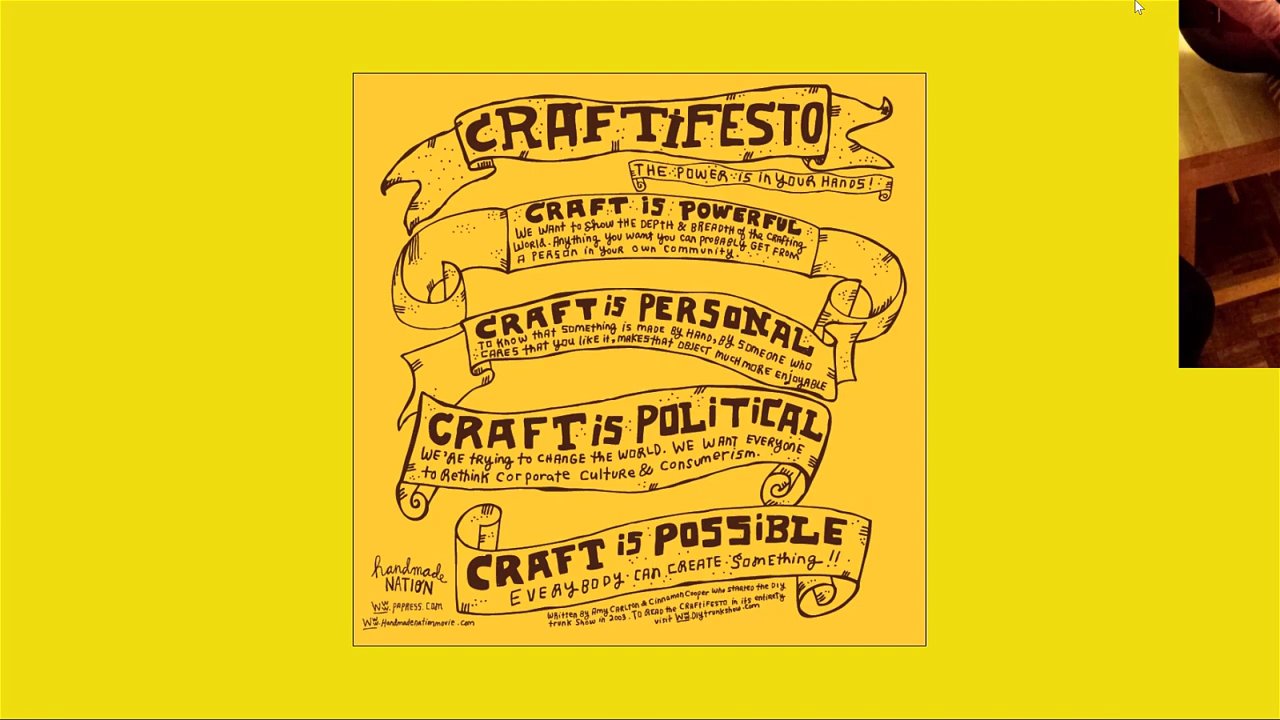 CRAFTiFESTO
THE POWER IS IN YOUR HANDS!
CRAFT iS POWERFUL
WE WANT to Show THE DEPTH & BREADTH of the crafting
WORLD. Anything you want you can probably GET FROM
A PERSON in your own community.
CRAFT iS PERSONAL
TO KNOW THAT SOMETHING IS MADE BY HAND, BY SOMEONE who
CARES THAT YOU LIKE iT, MAKES THAT OBJECT MUCH MORE ENjOYABLE
CRAFT iS POLiTiCAL
WE'RE trying to CHANGE the WORLD. WE WANT EVERYONE
to Rethink Corporate Culture & Consumerism.
CRAFT iS POSSiBLE
EVERYBODY CAN CREATE Something!!
handmade
NATION
WWW.PAPRESS.COM
WWW.Handmadenationmovie.com
Written By Amy Carlton & Cinnamon Cooper who started the DIY
trunk Show in 2003. TO READ the CRAFTiFESTO in its entirety
visit WWW.Diytrunkshow.com